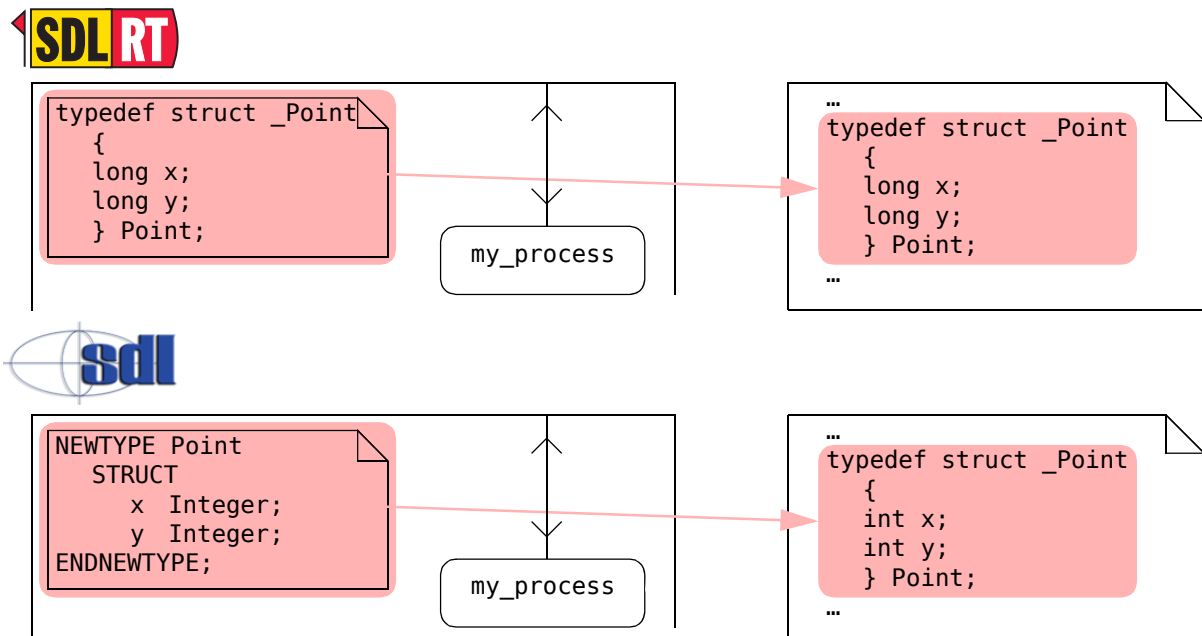 SDL RT
typedef struct _Point
{
long x;
long y;
} Point;
my_process
…
typedef struct _Point
{
long x;
long y;
} Point;
…
sdl
NEWTYPE Point
STRUCT
x Integer;
y Integer;
ENDNEWTYPE;
my_process
…
typedef struct _Point
{
int x;
int y;
} Point;
…